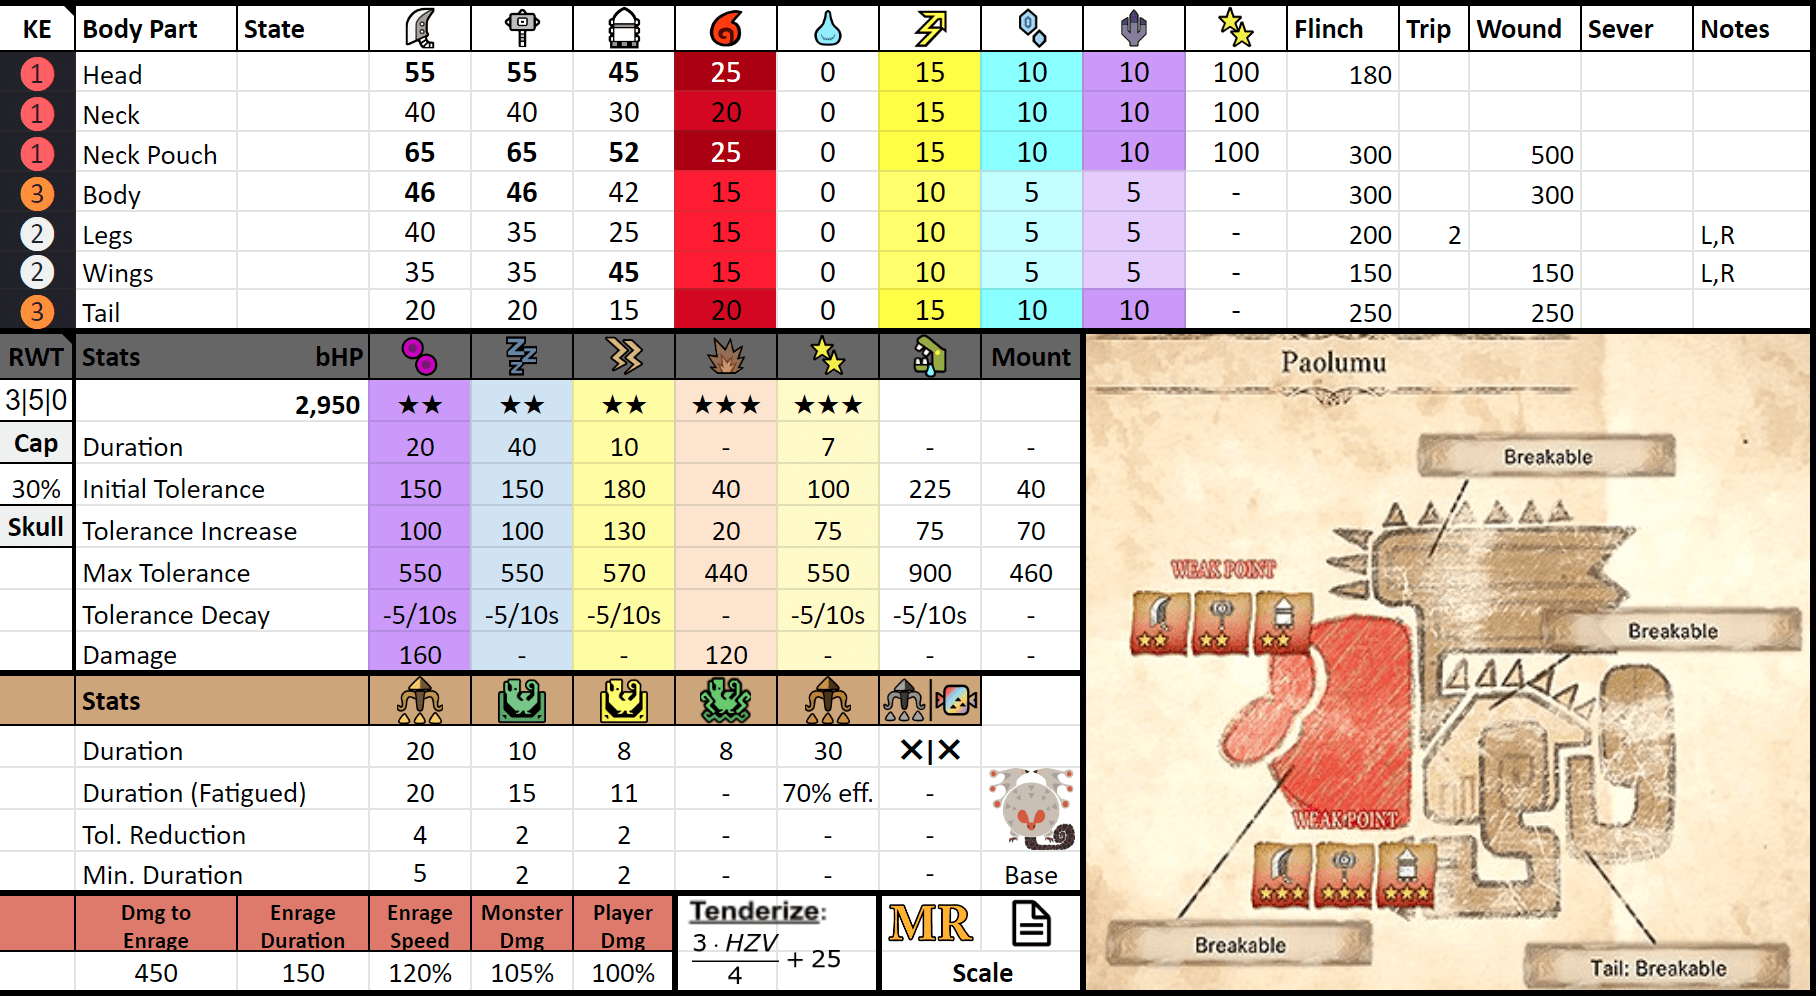 KE Body Part State Flinch Trip Wound Sever Notes
1 Head 55 55 45 25 0 15 10 10 100 180
1 Neck 40 40 30 20 0 15 10 10 100
1 Neck Pouch 65 65 52 25 0 15 10 10 100 300 500
3 Body 46 46 42 15 0 10 5 5 - 300 300
2 Legs 40 35 25 15 0 10 5 5 - 200 2 L,R
2 Wings 35 35 45 15 0 10 5 5 - 150 150 L,R
3 Tail 20 20 15 20 0 15 10 10 - 250 250
RWT Stats bHP Mount
3|5|0 2,950 ★★ ★★ ★★ ★★★ ★★★
Cap Duration 20 40 10 - 7 - -
30% Initial Tolerance 150 150 180 40 100 225 40
Skull Tolerance Increase 100 100 130 20 75 75 70
Max Tolerance 550 550 570 440 550 900 460
Tolerance Decay -5/10s -5/10s -5/10s - -5/10s -5/10s -
Damage 160 - - 120 - - -
Stats
Duration 20 10 8 8 30 ✕|✕
Duration (Fatigued) 20 15 11 - 70% eff. -
Tol. Reduction 4 2 2 - - -
Min. Duration 5 2 2 - - - Base
Dmg to Enrage Enrage Duration Enrage Speed Monster Dmg Player Dmg
450 150 120% 105% 100%
Tenderize:
3 · HZV
4
+ 25
MR
Scale
Paolumu
Breakable
WEAK POINT
Breakable
WEAK POINT
Breakable
Tail: Breakable